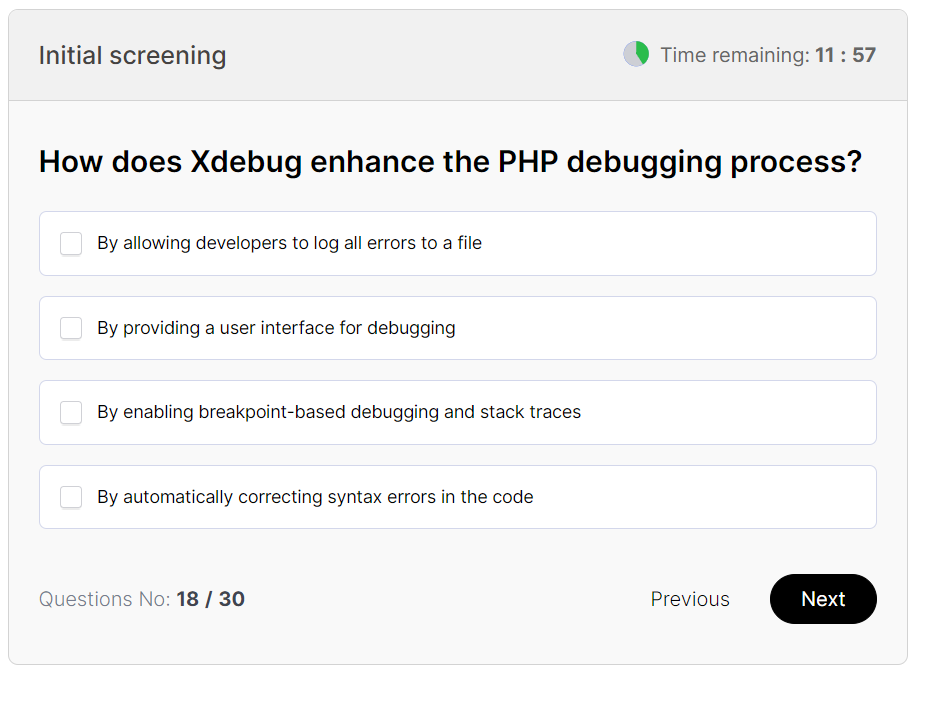 Initial screening
Time remaining: 11 : 57
How does Xdebug enhance the PHP debugging process?
By allowing developers to log all errors to a file
By providing a user interface for debugging
By enabling breakpoint-based debugging and stack traces
By automatically correcting syntax errors in the code
Questions No: 18 / 30
Previous
Next